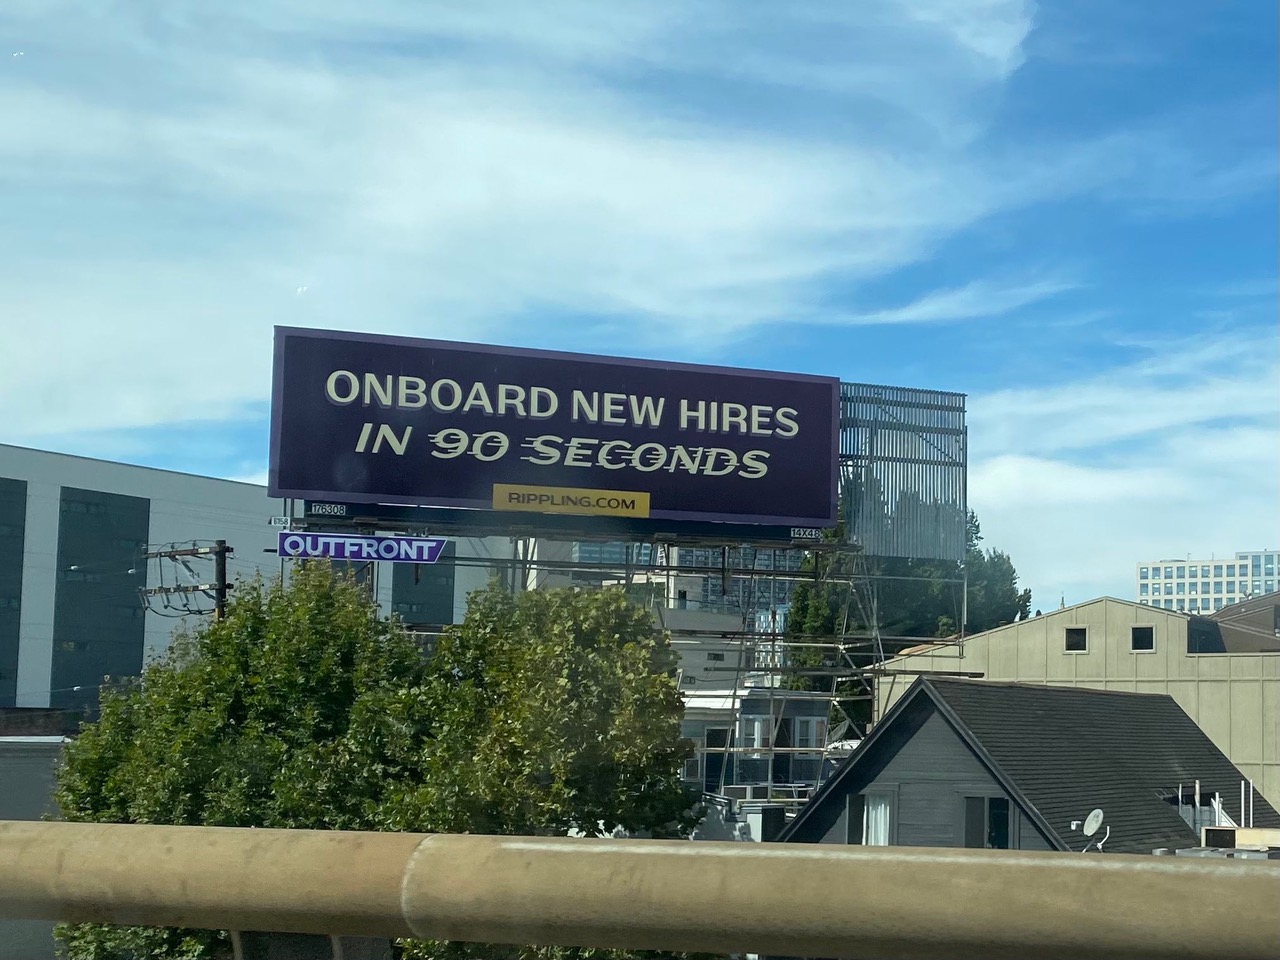 ONBOARD NEW HIRES
IN 90 SECONDS
RIPPLING.COM
176308
14X48
OUTFRONT